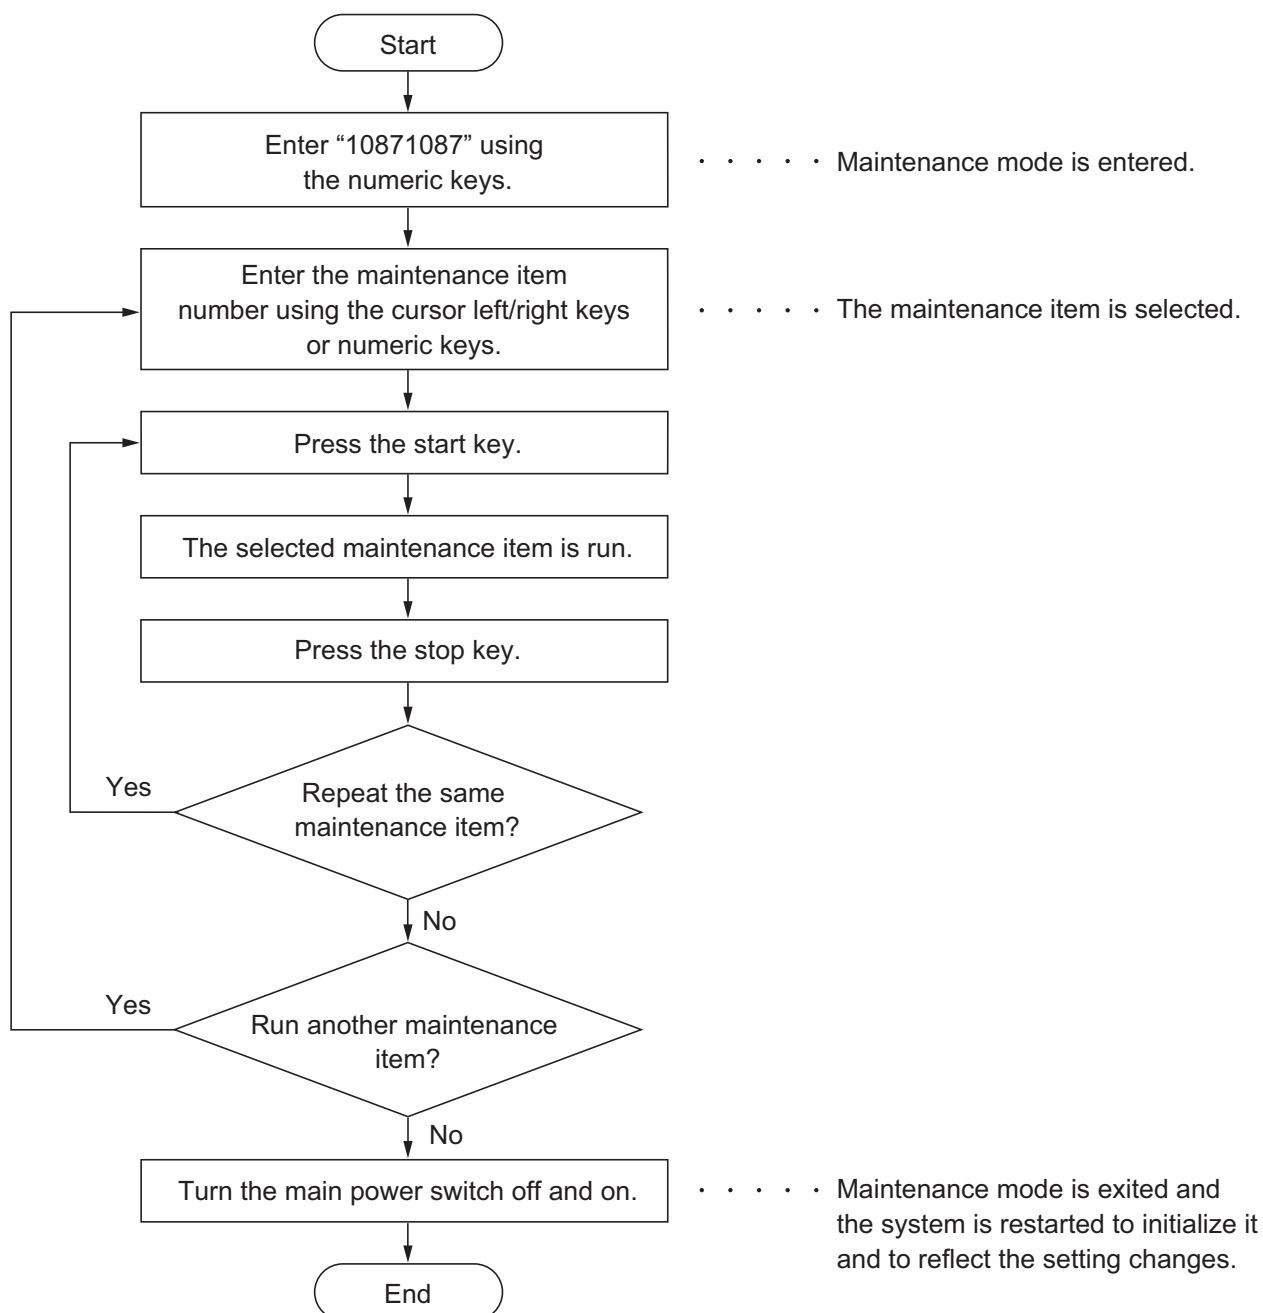 Start
Enter “10871087” using
the numeric keys.
Maintenance mode is entered.
Enter the maintenance item
number using the cursor left/right keys
or numeric keys.
The maintenance item is selected.
Press the start key.
The selected maintenance item is run.
Press the stop key.
Yes
Repeat the same
maintenance item?
No
Yes
Run another maintenance
item?
No
Turn the main power switch off and on.
Maintenance mode is exited and
the system is restarted to initialize it
and to reflect the setting changes.
End